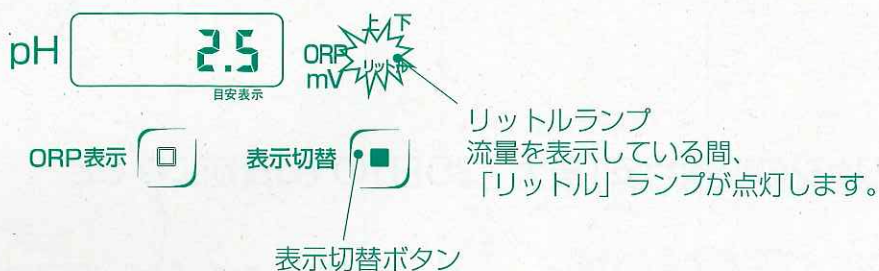 pH 2.5 ORP 上 下
mV リットル
目安表示
リットルランプ
ORP表示 表示切替 流量を表示している間、
「リットル」ランプが点灯します。
表示切替ボタン